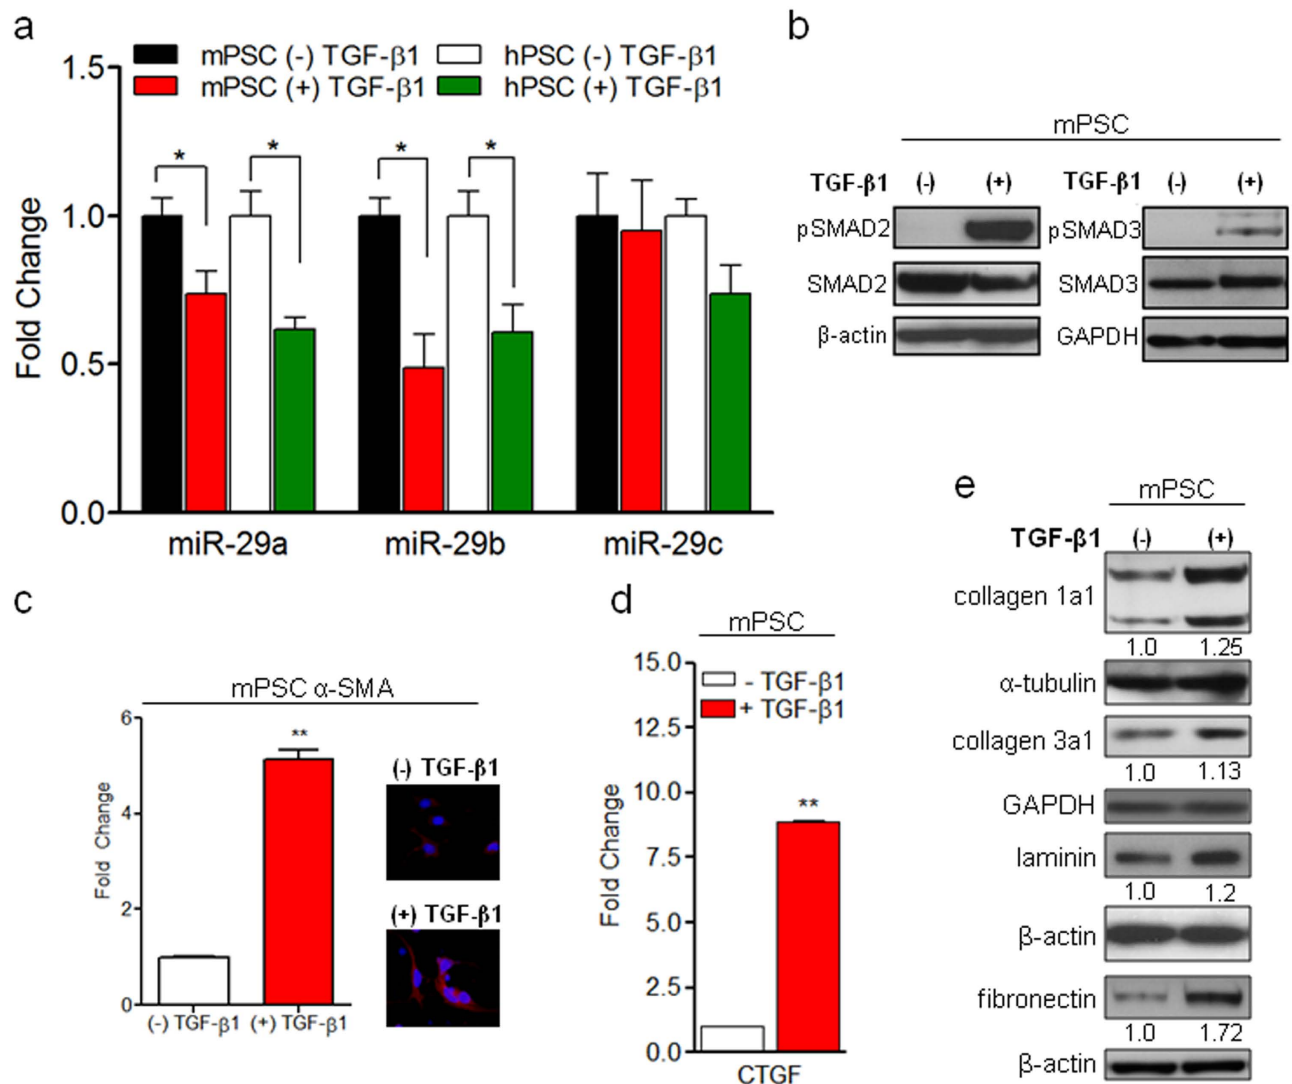 a
mPSC (-) TGF-β1
hPSC (-) TGF-β1
mPSC (+) TGF-β1
hPSC (+) TGF-β1
1.5
1.0
0.5
0.0
Fold Change
* * * *
miR-29a miR-29b miR-29c
b
mPSC
TGF-β1 (-) (+) TGF-β1 (-) (+)
pSMAD2 pSMAD3
SMAD2 SMAD3
β-actin GAPDH
c
mPSC α-SMA
6
4
2
0
Fold Change
**
(-) TGF-β1 (+) TGF-β1
(-) TGF-β1
(+) TGF-β1
d
mPSC
- TGF-β1
+ TGF-β1
15.0
12.5
10.0
7.5
5.0
2.5
0.0
Fold Change
**
CTGF
e
mPSC
TGF-β1 (-) (+)
collagen 1a1
1.0 1.25
α-tubulin
collagen 3a1
1.0 1.13
GAPDH
laminin
1.0 1.2
β-actin
fibronectin
1.0 1.72
β-actin